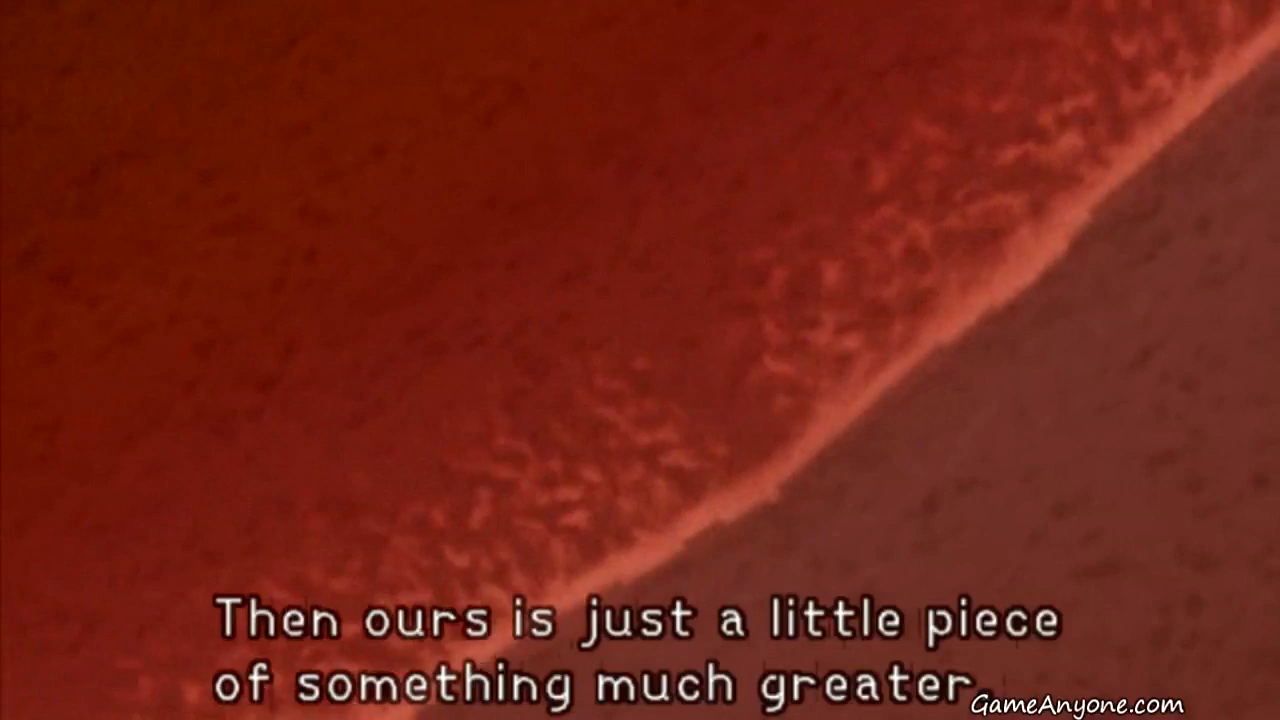 Then ours is just a little piece
of something much greater.
GameAnyone.com